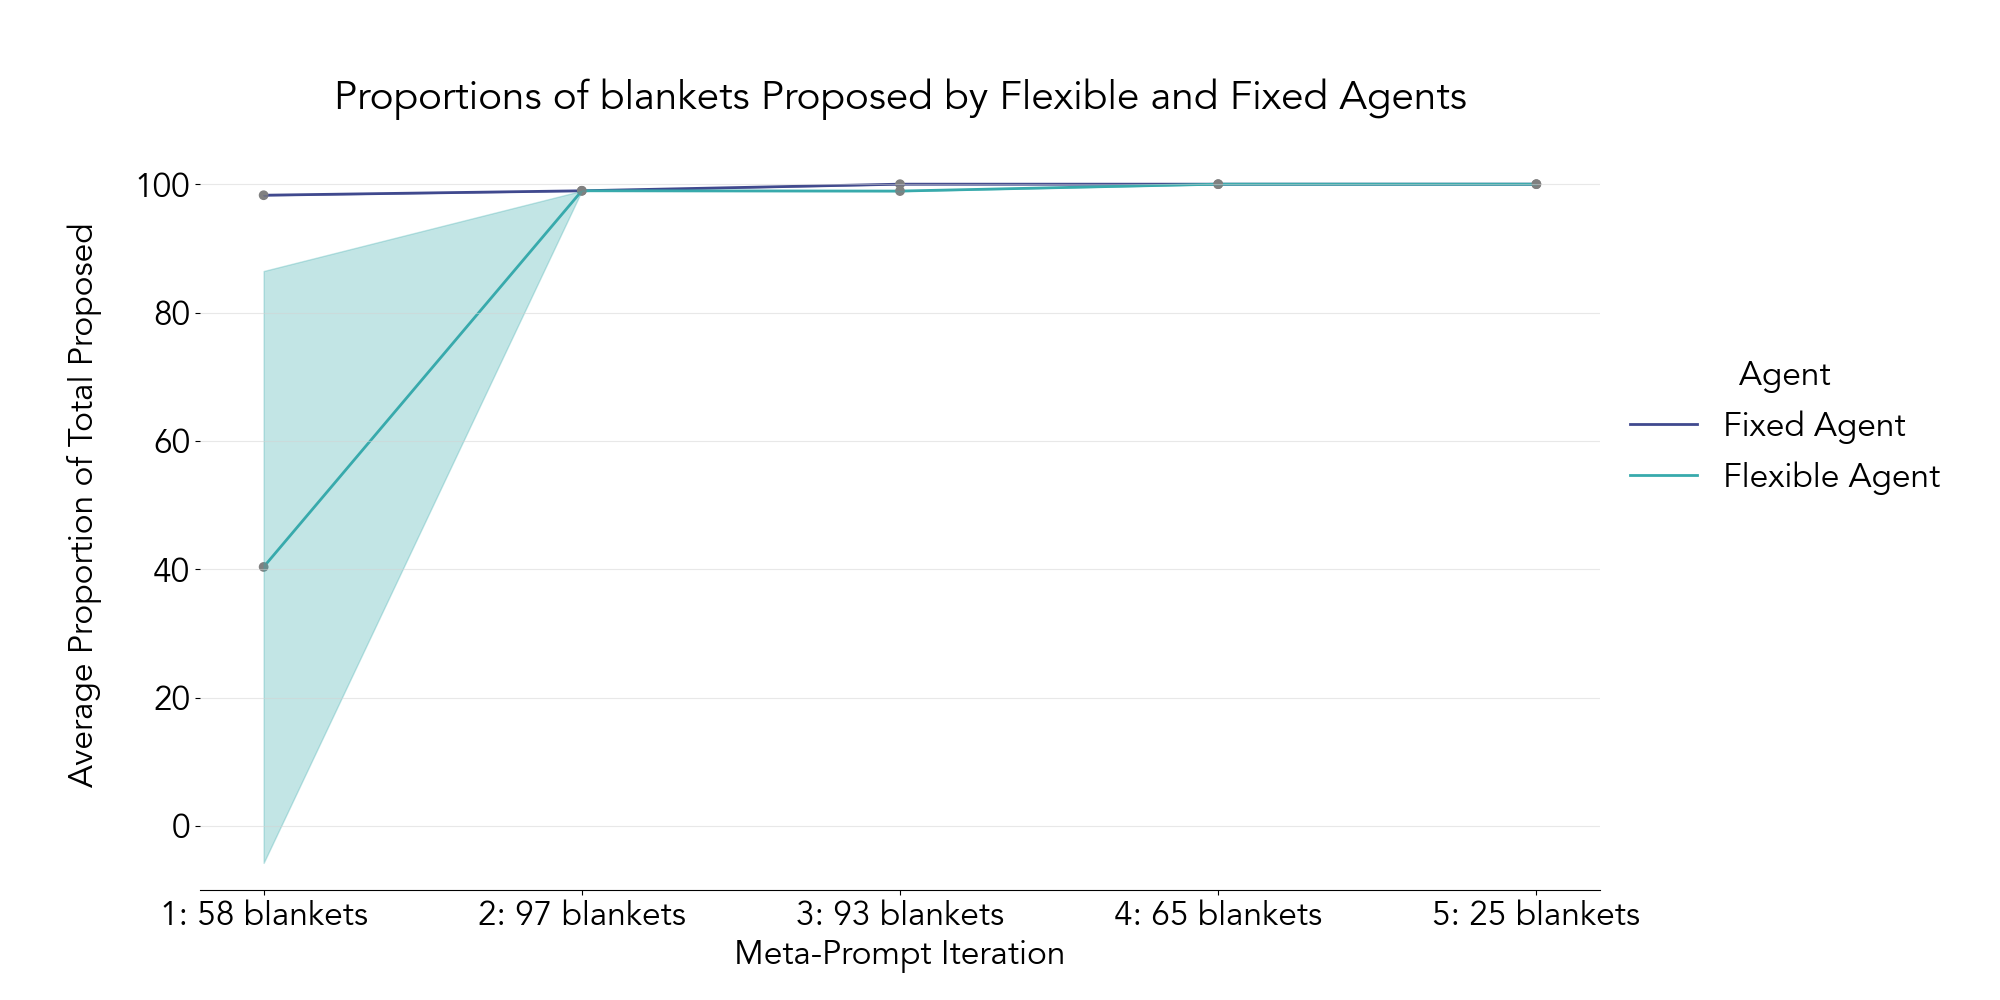 Proportions of blankets Proposed by Flexible and Fixed Agents
Average Proportion of Total Proposed
100
80
60
40
20
0
1: 58 blankets
2: 97 blankets
3: 93 blankets
4: 65 blankets
5: 25 blankets
Meta-Prompt Iteration
Agent
Fixed Agent
Flexible Agent